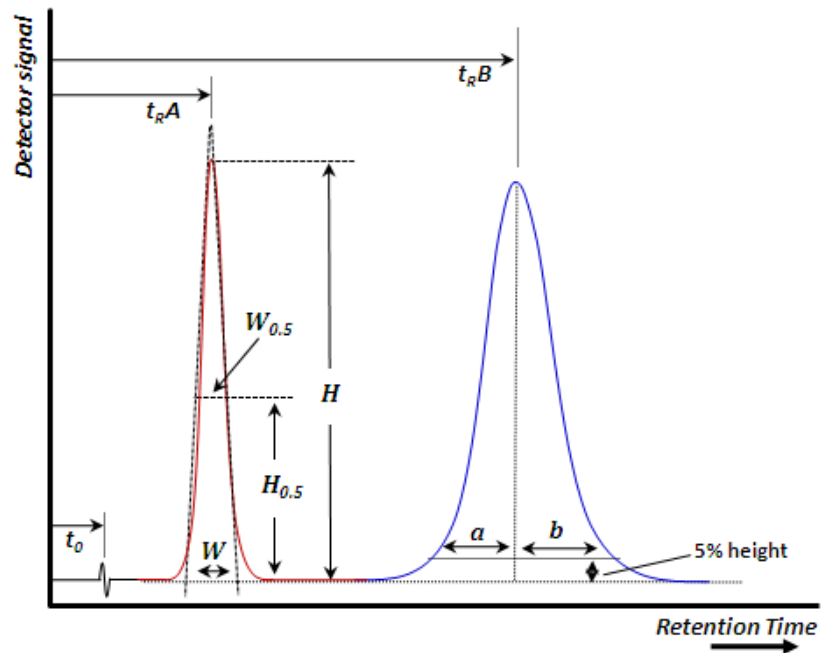 Detector signal
tRB
tRA
W0.5
H
H0.5
t0
W
a
b
5% height
Retention Time